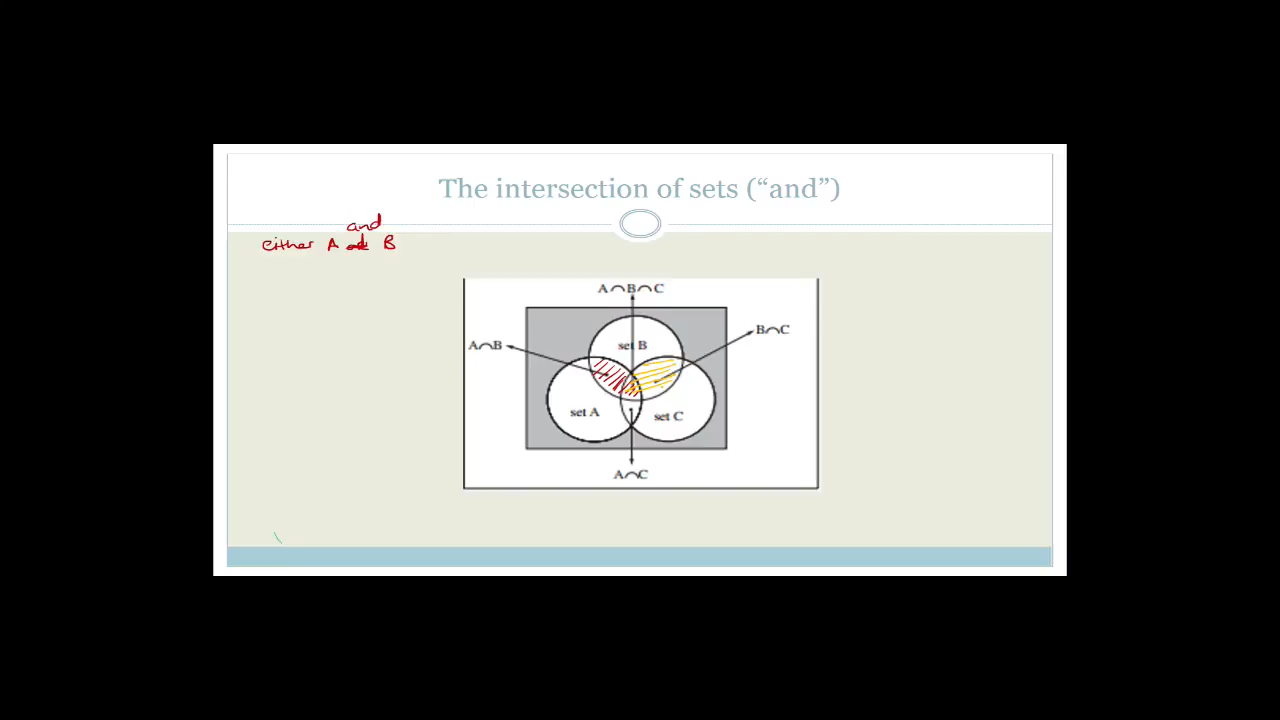 The intersection of sets (“and”)
and
either A B
A∩B∩C
B∩C
A∩B
set B
set A
set C
A∩C